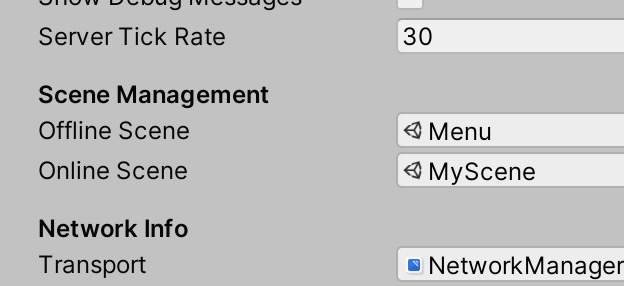 Show Debug Messages
Server Tick Rate 30
Scene Management
Offline Scene Menu
Online Scene MyScene
Network Info
Transport NetworkManager